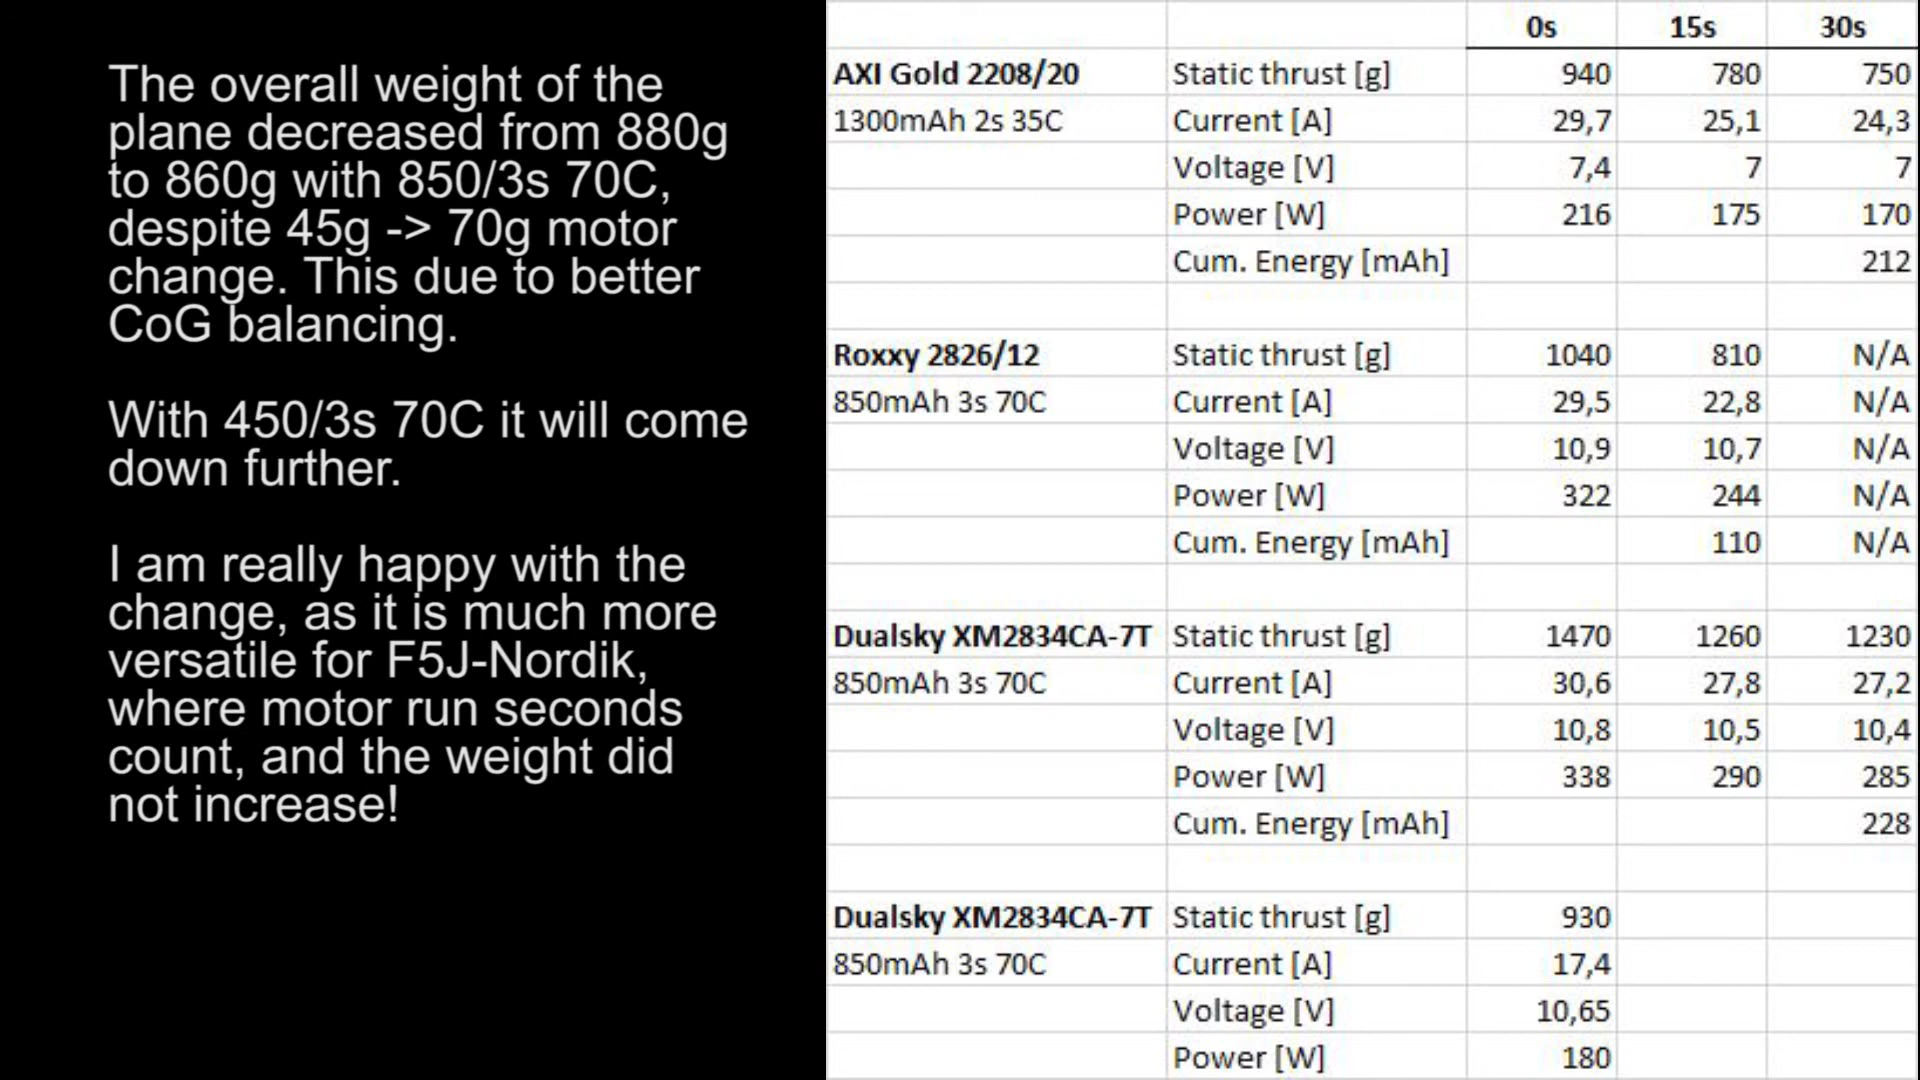 The overall weight of the
plane decreased from 880g
to 860g with 850/3s 70C,
despite 45g -> 70g motor
change. This due to better
CoG balancing.
With 450/3s 70C it will come
down further.
I am really happy with the
change, as it is much more
versatile for F5J-Nordik,
where motor run seconds
count, and the weight did
not increase!
0s 15s 30s
AXI Gold 2208/20 Static thrust [g] 940 780 750
1300mAh 2s 35C Current [A] 29,7 25,1 24,3
Voltage [V] 7,4 7 7
Power [W] 216 175 170
Cum. Energy [mAh] 212
Roxxy 2826/12 Static thrust [g] 1040 810 N/A
850mAh 3s 70C Current [A] 29,5 22,8 N/A
Voltage [V] 10,9 10,7 N/A
Power [W] 322 244 N/A
Cum. Energy [mAh] 110 N/A
Dualsky XM2834CA-7T Static thrust [g] 1470 1260 1230
850mAh 3s 70C Current [A] 30,6 27,8 27,2
Voltage [V] 10,8 10,5 10,4
Power [W] 338 290 285
Cum. Energy [mAh] 228
Dualsky XM2834CA-7T Static thrust [g] 930
850mAh 3s 70C Current [A] 17,4
Voltage [V] 10,65
Power [W] 180